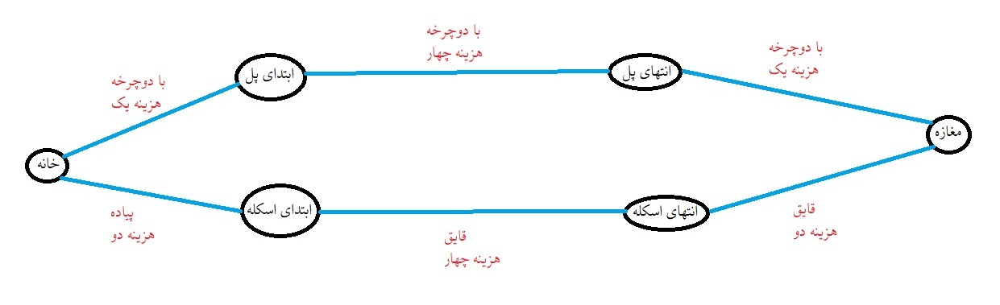 با دوچرخه
هزینه چهار
با دوچرخه
هزینه یک
انتهای پل
ابتدای پل
با دوچرخه
هزینه یک
مغازه
خانه
ابتدای اسکله
انتهای اسکله
پیاده
هزینه دو
قایق
هزینه دو
قایق
هزینه چهار